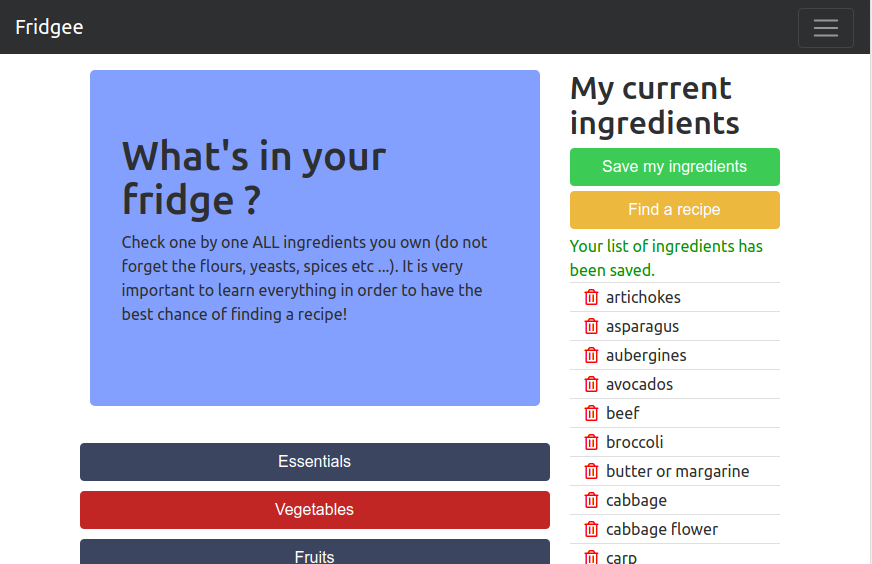 Fridgee
What's in your
fridge ?
Check one by one ALL ingredients you own (do not
forget the flours, yeasts, spices etc ...). It is very
important to learn everything in order to have the
best chance of finding a recipe!
Essentials
Vegetables
Fruits
My current
ingredients
Save my ingredients
Find a recipe
Your list of ingredients has
been saved.
artichokes
asparagus
aubergines
avocados
beef
broccoli
butter or margarine
cabbage
cabbage flower
carp